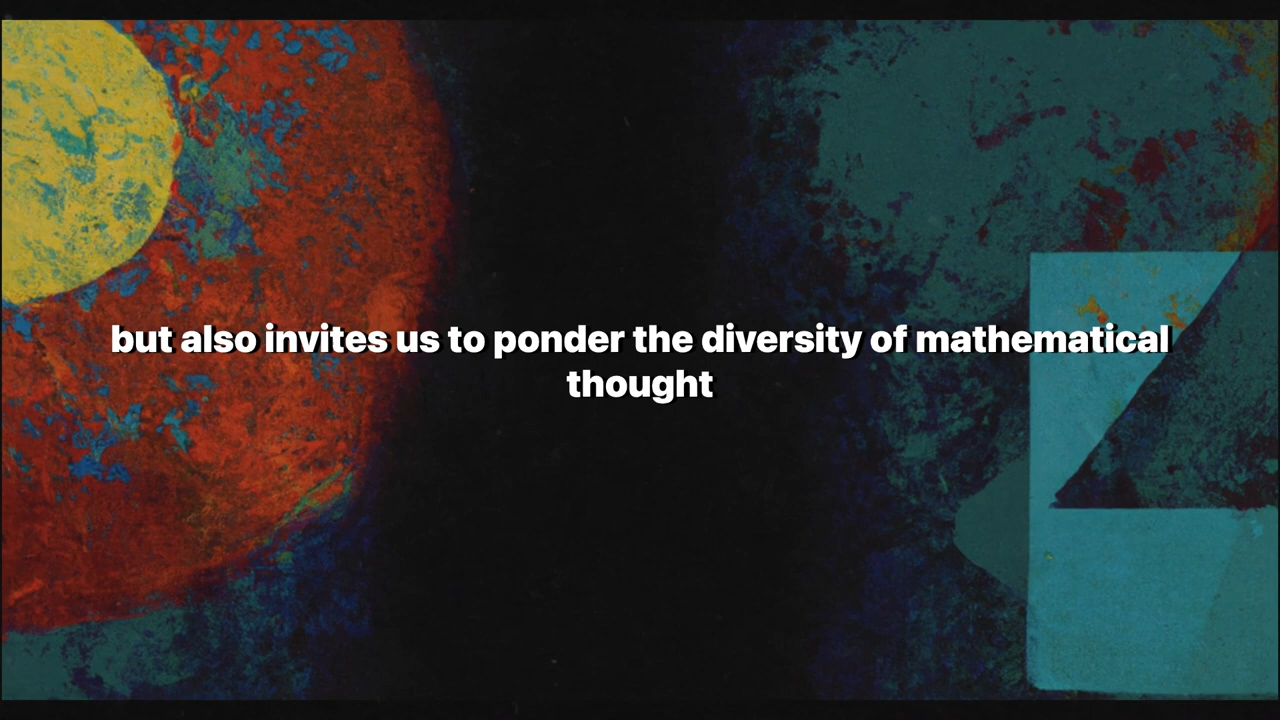 but also invites us to ponder the diversity of mathematical
thought